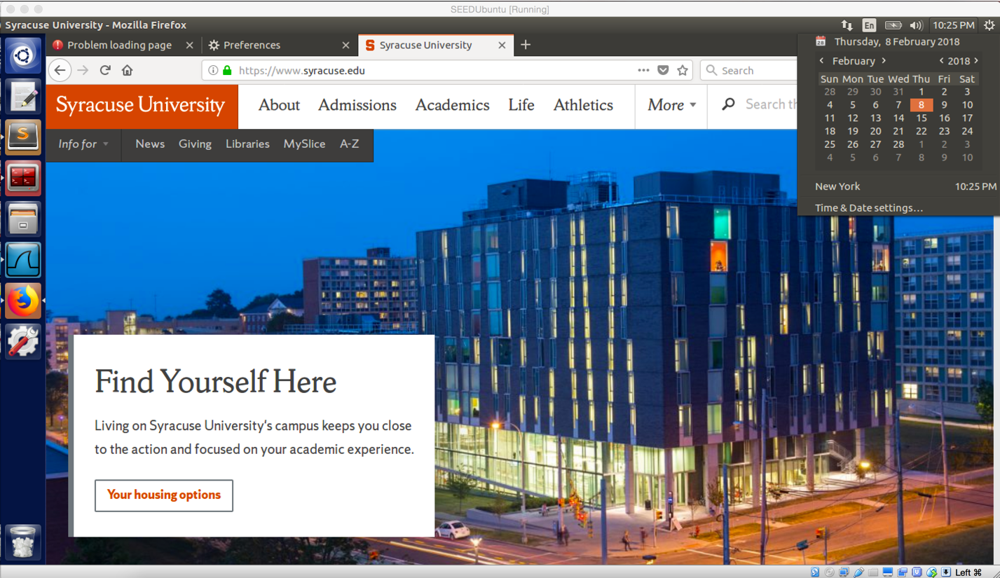 SEEDUbuntu [Running]
Syracuse University - Mozilla Firefox
En
10:25 PM
Problem loading page
Preferences
Syracuse University
https://www.syracuse.edu
Search
Syracuse University
About Admissions Academics Life Athletics More
Search th
Info for News Giving Libraries MySlice A-Z
Thursday, 8 February 2018
February 2018
Sun Mon Tue Wed Thu Fri Sat
28 29 30 31 1 2 3
4 5 6 7 8 9 10
11 12 13 14 15 16 17
18 19 20 21 22 23 24
25 26 27 28 1 2 3
4 5 6 7 8 9 10
New York 10:25 PM
Time & Date settings...
Find Yourself Here
Living on Syracuse University's campus keeps you close
to the action and focused on your academic experience.
Your housing options
Left ⌘